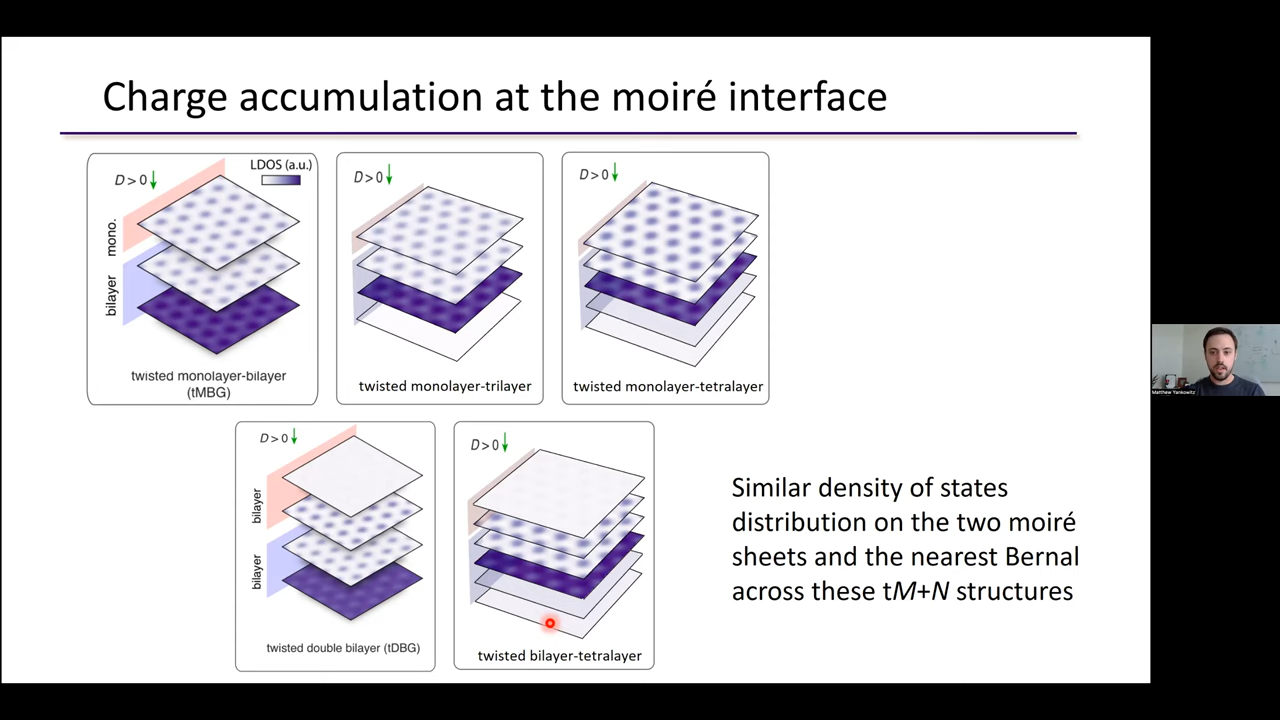 Charge accumulation at the moiré interface
D > 0
LDOS (a.u.)
mono.
bilayer
twisted monolayer-bilayer
(tMBG)
D > 0
twisted monolayer-trilayer
D > 0
twisted monolayer-tetralayer
D > 0
bilayer
bilayer
twisted double bilayer (tDBG)
D > 0
twisted bilayer-tetralayer
Similar density of states
distribution on the two moiré
sheets and the nearest Bernal
across these tM+N structures
Matthew Yankowitz